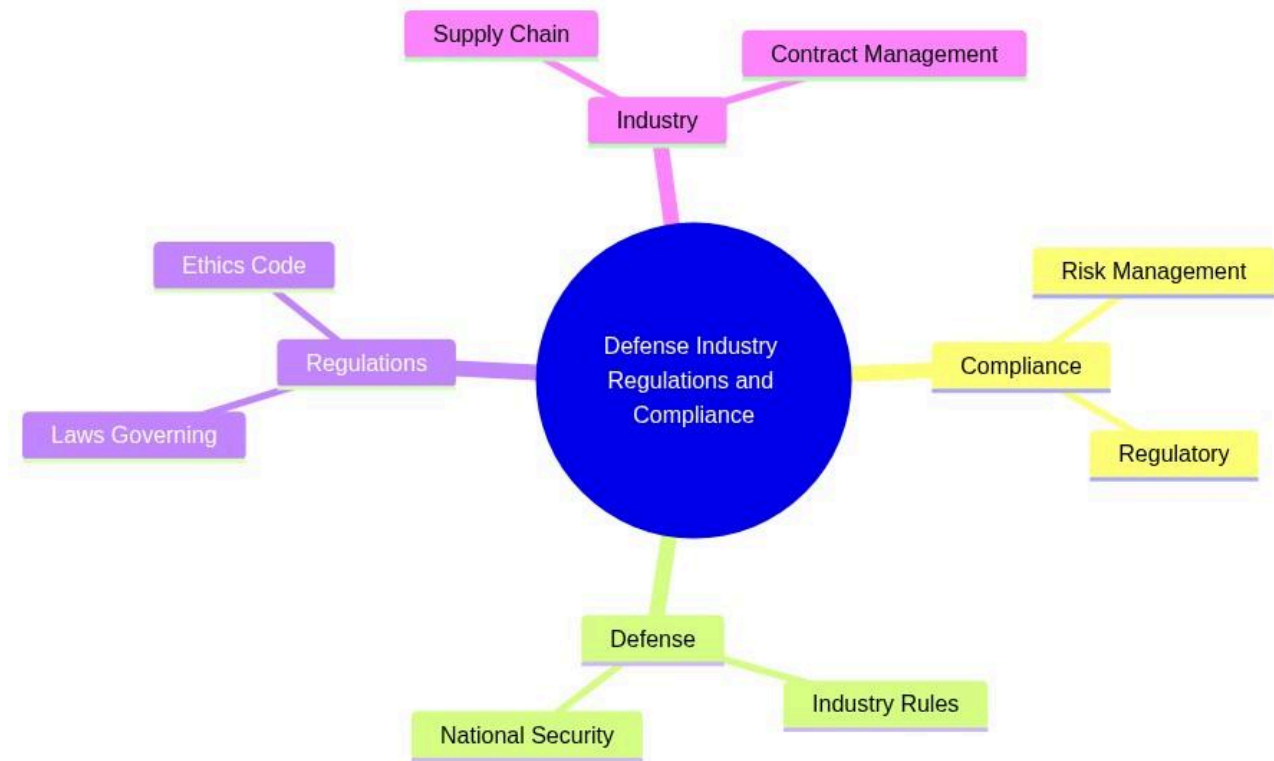 Supply Chain
Contract Management
Industry
Ethics Code
Risk Management
Defense Industry
Regulations and
Compliance
Regulations
Compliance
Laws Governing
Regulatory
Defense
Industry Rules
National Security